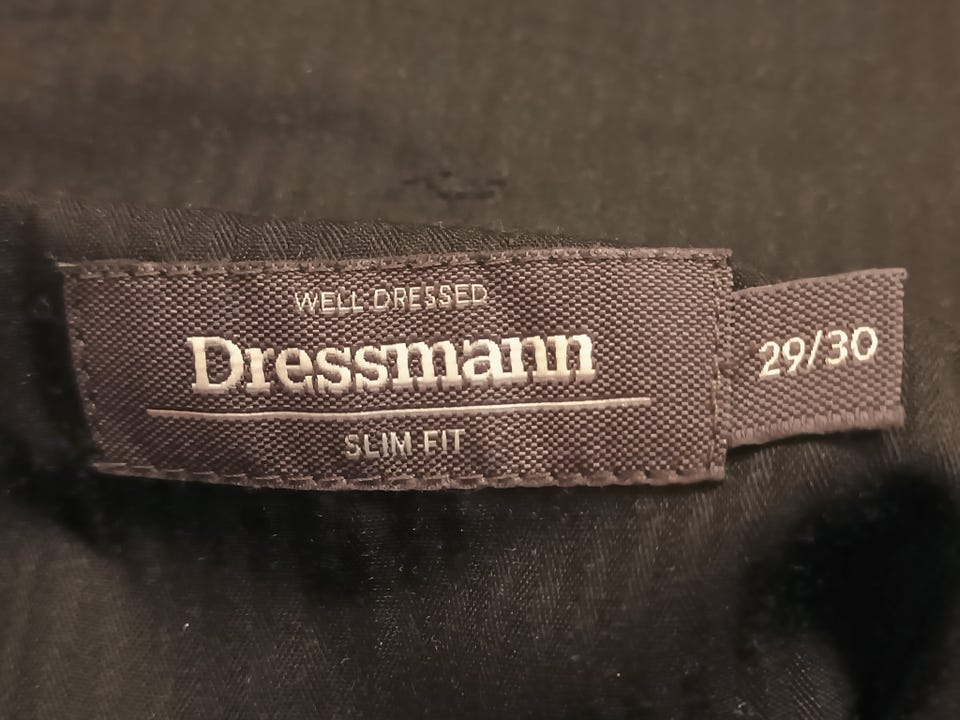 WELL DRESSED
Dressmann
SLIM FIT
29/30